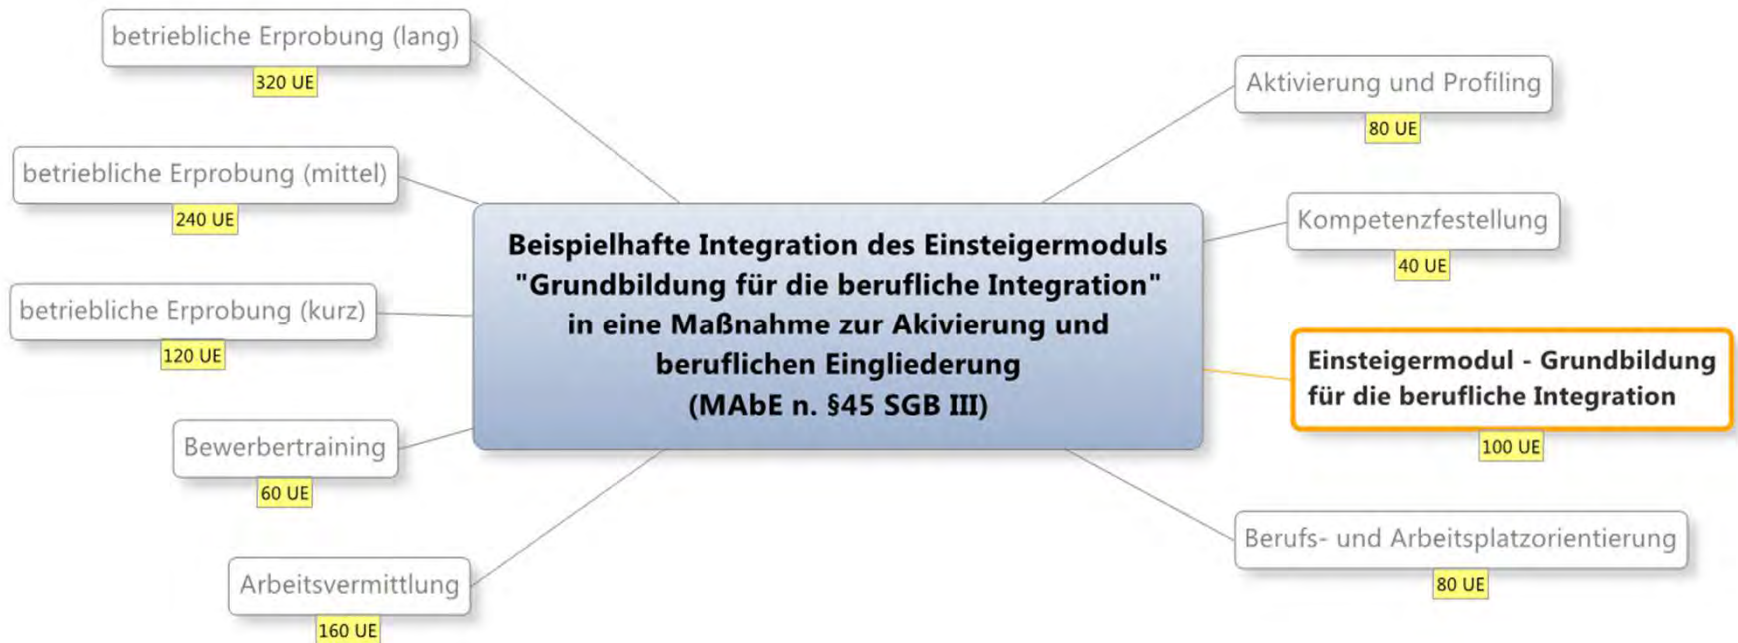 betriebliche Erprobung (lang)
320 UE
betriebliche Erprobung (mittel)
240 UE
betriebliche Erprobung (kurz)
120 UE
Bewerbertraining
60 UE
Arbeitsvermittlung
160 UE
Beispielhafte Integration des Einsteigermoduls
"Grundbildung für die berufliche Integration"
in eine Maßnahme zur Akivierung und
beruflichen Eingliederung
(MAbE n. §45 SGB III)
Aktivierung und Profiling
80 UE
Kompetenzfestellung
40 UE
Einsteigermodul - Grundbildung
für die berufliche Integration
100 UE
Berufs- und Arbeitsplatzorientierung
80 UE